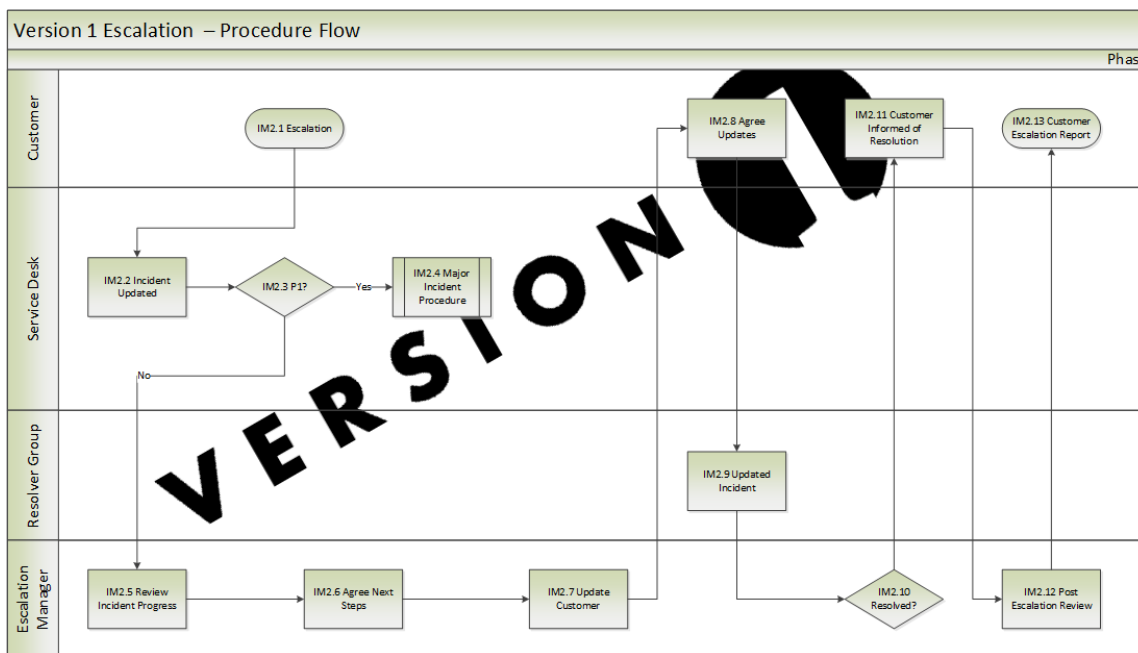 Version 1 Escalation – Procedure Flow
Phas
Customer
IM2.1 Escalation
IM2.8 Agree
Updates
IM2.11 Customer
Informed of
Resolution
IM2.13 Customer
Escalation Report
Service Desk
IM2.2 Incident
Updated
IM2.3 P1?
Yes
IM2.4 Major
Incident
Procedure
No
VERSION 1
Resolver Group
IM2.9 Updated
Incident
Escalation
Manager
IM2.5 Review
Incident Progress
IM2.6 Agree Next
Steps
IM2.7 Update
Customer
IM2.10
Resolved?
IM2.12 Post
Escalation Review